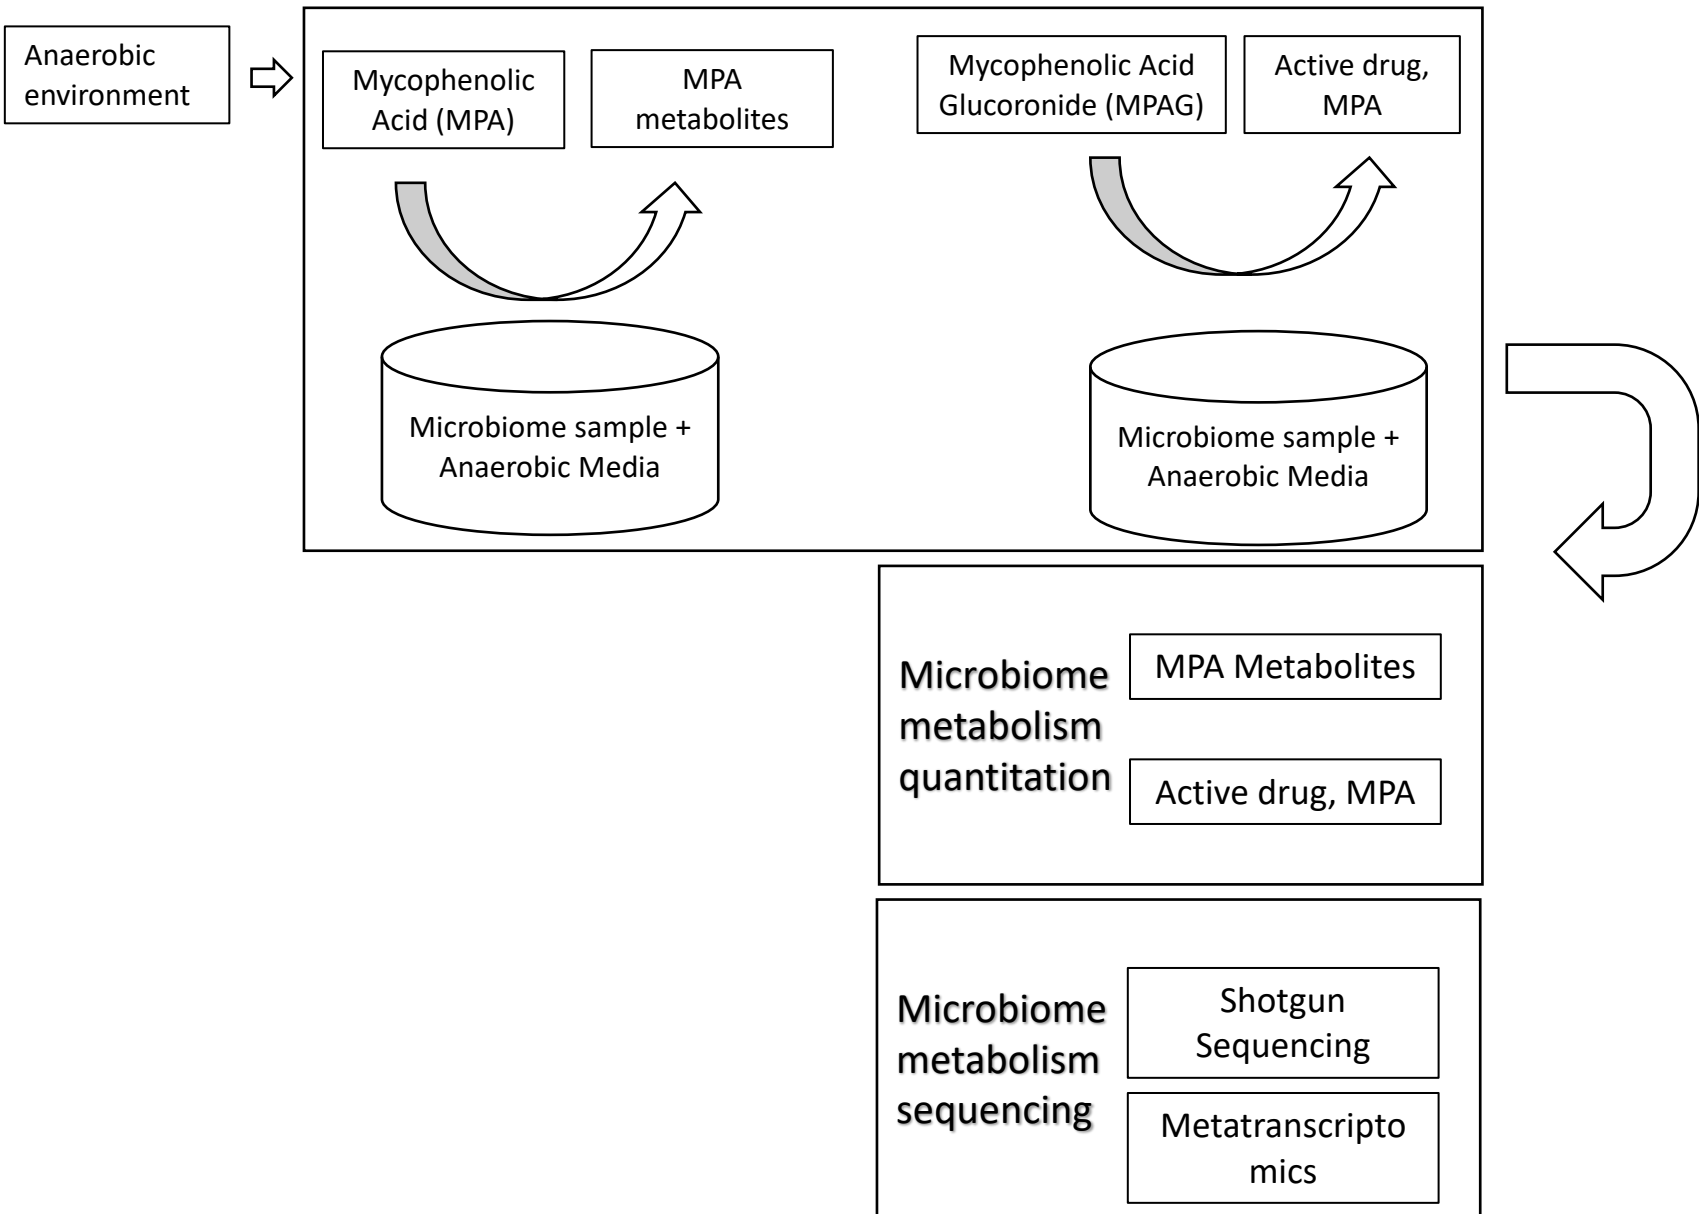 Anaerobic
environment
Mycophenolic
Acid (MPA)
MPA
metabolites
Mycophenolic Acid
Glucoronide (MPAG)
Active drug,
MPA
Microbiome sample +
Anaerobic Media
Microbiome sample +
Anaerobic Media
Microbiome
metabolism
quantitation
MPA Metabolites
Active drug, MPA
Microbiome
metabolism
sequencing
Shotgun
Sequencing
Metatranscripto
mics